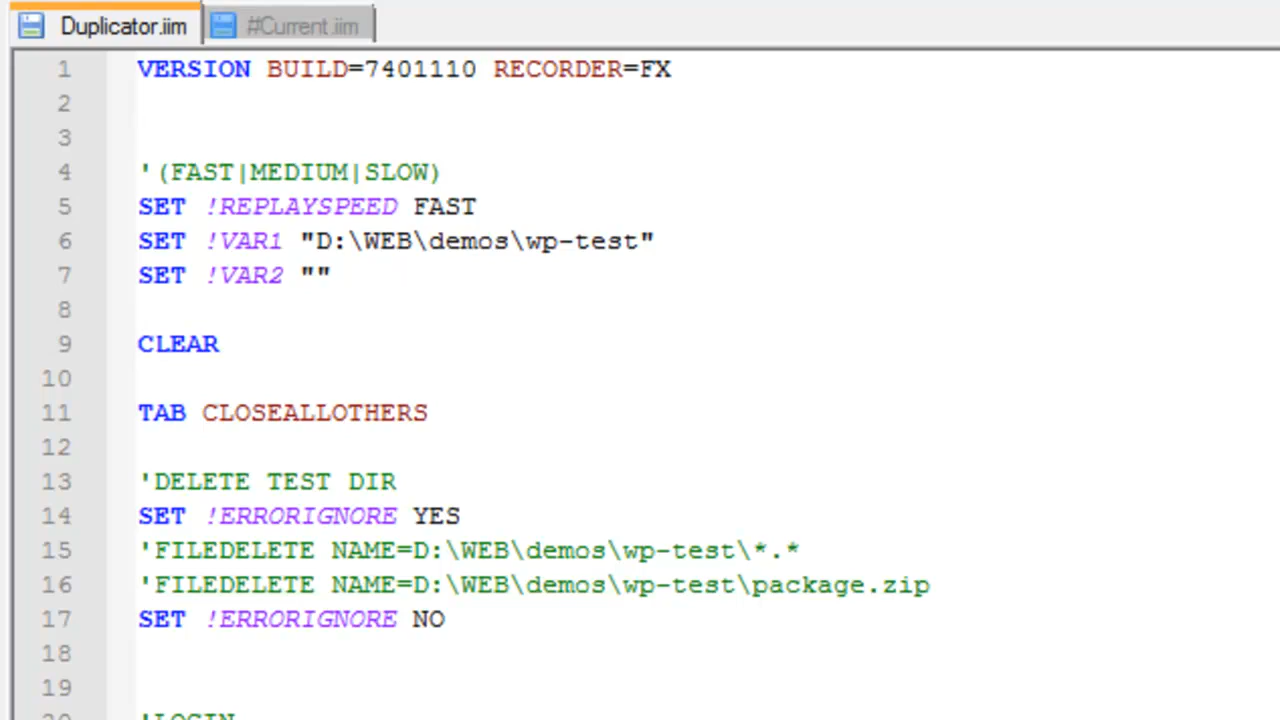 Duplicator.iim #Current.iim
1 VERSION BUILD=7401110 RECORDER=FX
2
3
4 '(FAST|MEDIUM|SLOW)
5 SET !REPLAYSPEED FAST
6 SET !VAR1 "D:\WEB\demos\wp-test"
7 SET !VAR2 ""
8
9 CLEAR
10
11 TAB CLOSEALLOTHERS
12
13 'DELETE TEST DIR
14 SET !ERRORIGNORE YES
15 'FILEDELETE NAME=D:\WEB\demos\wp-test\*.*
16 'FILEDELETE NAME=D:\WEB\demos\wp-test\package.zip
17 SET !ERRORIGNORE NO
18
19
20 'LOGIN